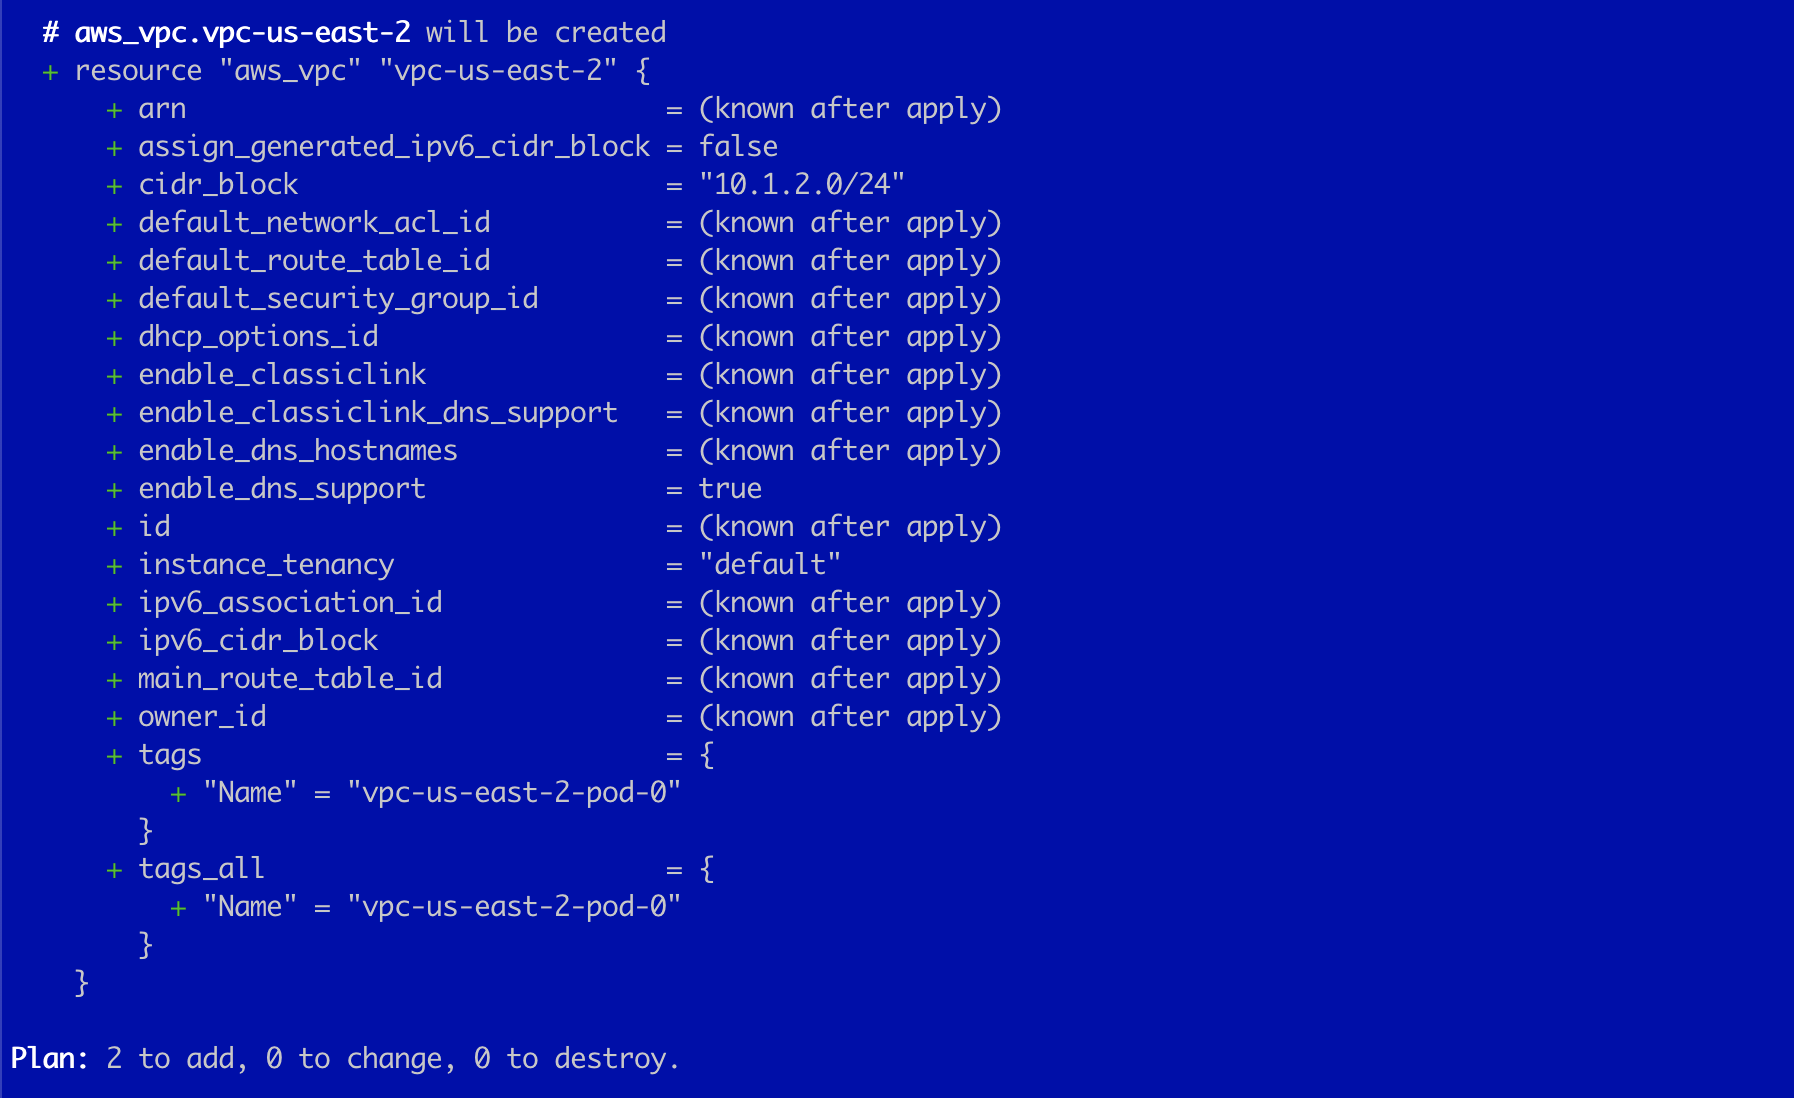 # aws_vpc.vpc-us-east-2 will be created
+ resource "aws_vpc" "vpc-us-east-2" {
+ arn = (known after apply)
+ assign_generated_ipv6_cidr_block = false
+ cidr_block = "10.1.2.0/24"
+ default_network_acl_id = (known after apply)
+ default_route_table_id = (known after apply)
+ default_security_group_id = (known after apply)
+ dhcp_options_id = (known after apply)
+ enable_classiclink = (known after apply)
+ enable_classiclink_dns_support = (known after apply)
+ enable_dns_hostnames = (known after apply)
+ enable_dns_support = true
+ id = (known after apply)
+ instance_tenancy = "default"
+ ipv6_association_id = (known after apply)
+ ipv6_cidr_block = (known after apply)
+ main_route_table_id = (known after apply)
+ owner_id = (known after apply)
+ tags = {
+ "Name" = "vpc-us-east-2-pod-0"
}
+ tags_all = {
+ "Name" = "vpc-us-east-2-pod-0"
}
}
Plan: 2 to add, 0 to change, 0 to destroy.